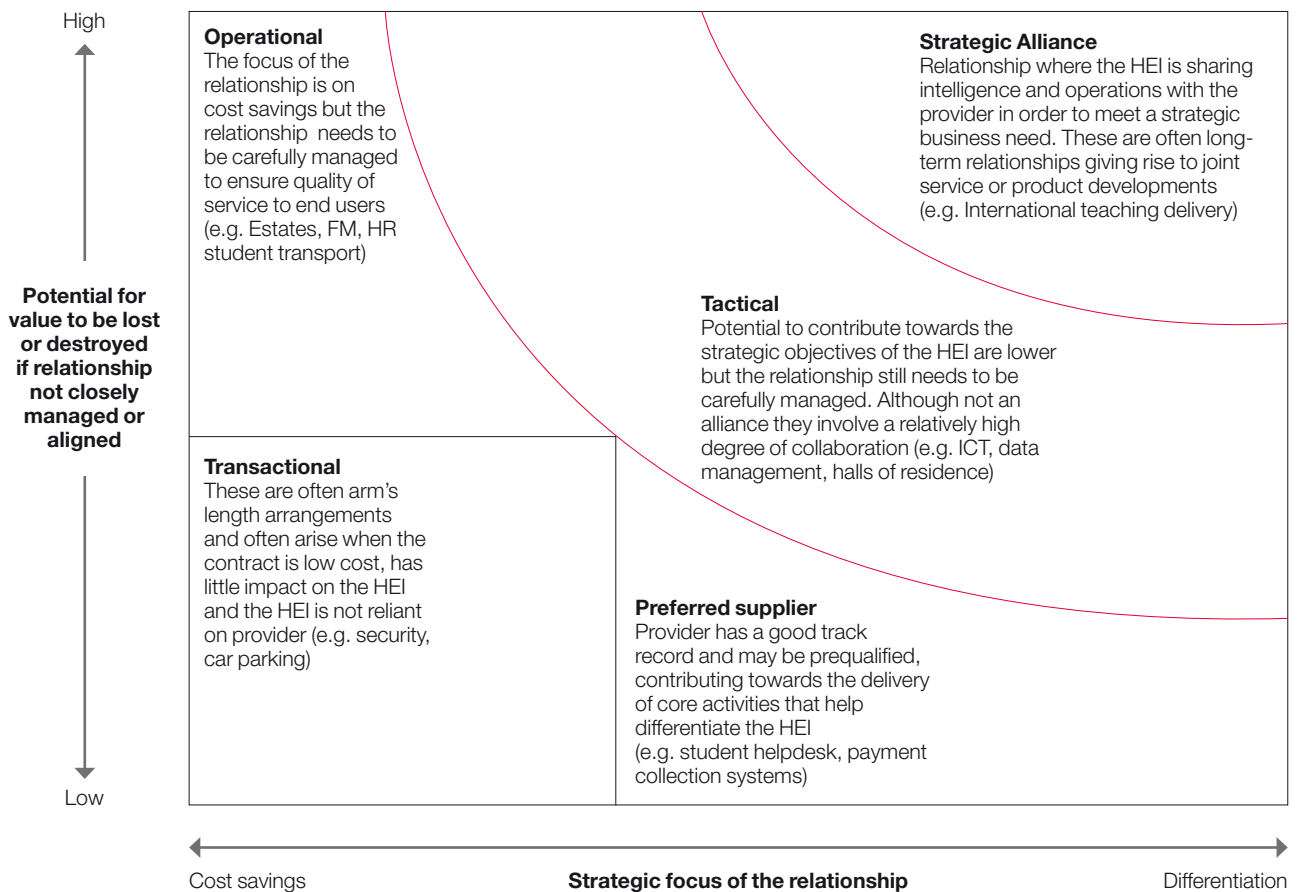 High
Operational
The focus of the
relationship is on
cost savings but the
relationship  needs to
be carefully managed
to ensure quality of
service to end users
(e.g. Estates, FM, HR
student transport)
Strategic Alliance
Relationship where the HEI is sharing
intelligence and operations with the
provider in order to meet a strategic
business need. These are often long-
term relationships giving rise to joint
service or product developments
(e.g. International teaching delivery)
Potential for
value to be lost
or destroyed
if relationship
not closely
managed or
aligned
Tactical
Potential to contribute towards the
strategic objectives of the HEI are lower
but the relationship still needs to be
carefully managed. Although not an
alliance they involve a relatively high
degree of collaboration (e.g. ICT, data
management, halls of residence)
Transactional
These are often arm’s
length arrangements
and often arise when the
contract is low cost, has
little impact on the HEI
and the HEI is not reliant
on provider (e.g. security,
car parking)
Preferred supplier
Provider has a good track
record and may be prequalified,
contributing towards the delivery
of core activities that help
differentiate the HEI
(e.g. student helpdesk, payment
collection systems)
Low
Cost savings
Strategic focus of the relationship
Differentiation